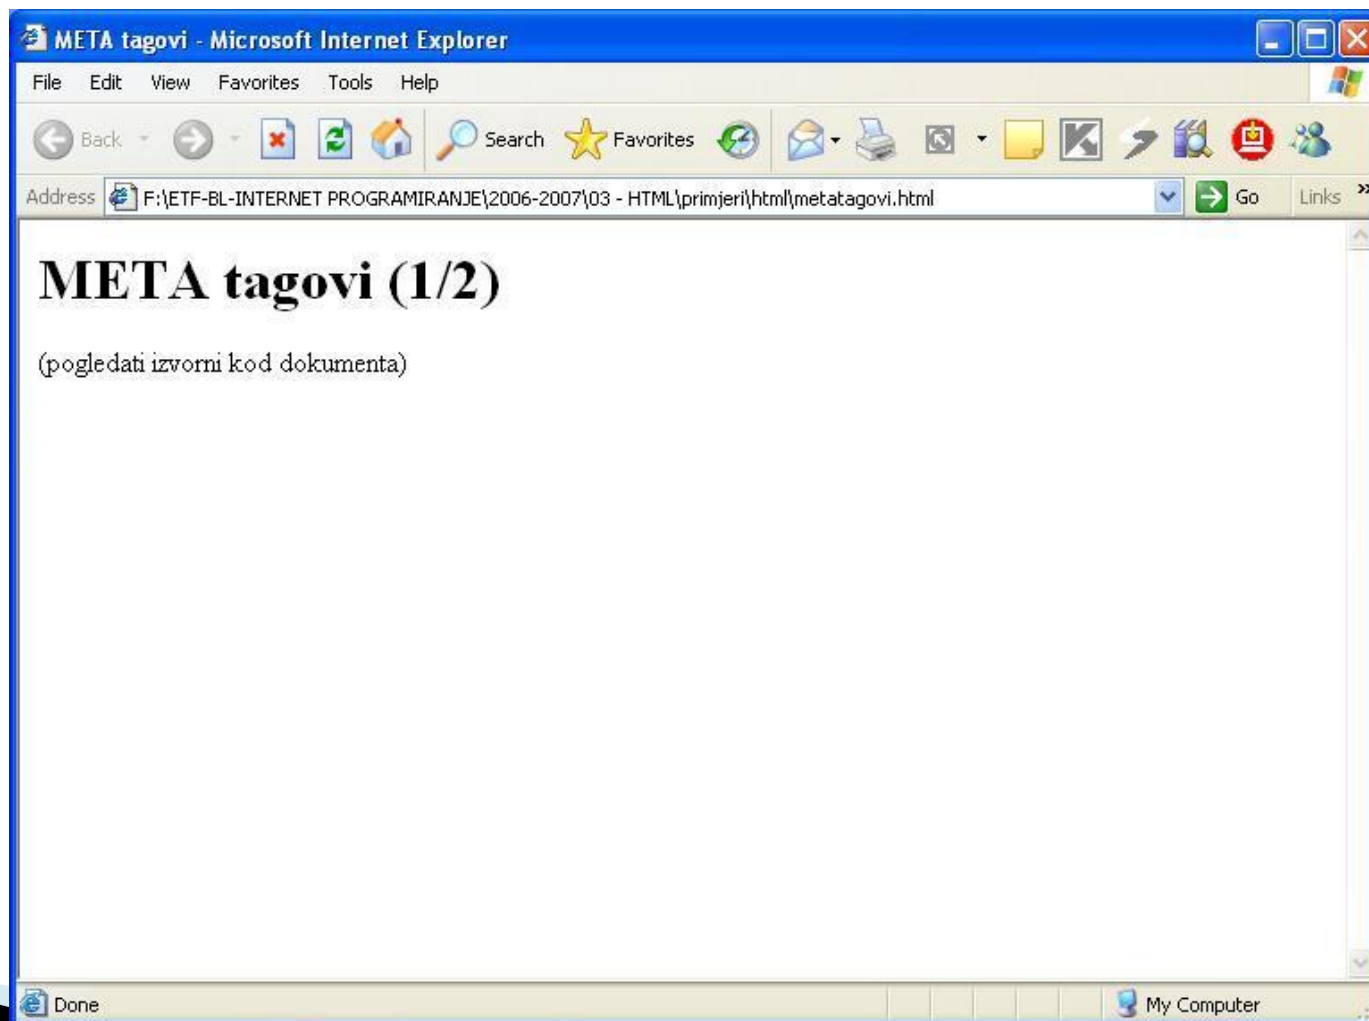 META tagovi - Microsoft Internet Explorer
File Edit View Favorites Tools Help
Back Search Favorites
Address F:\ETF-BL-INTERNET PROGRAMIRANJE\2006-2007\03 - HTML\primjeri\html\metatagovi.html Go Links »
META tagovi (1/2)
(pogledati izvorni kod dokumenta)
Done My Computer